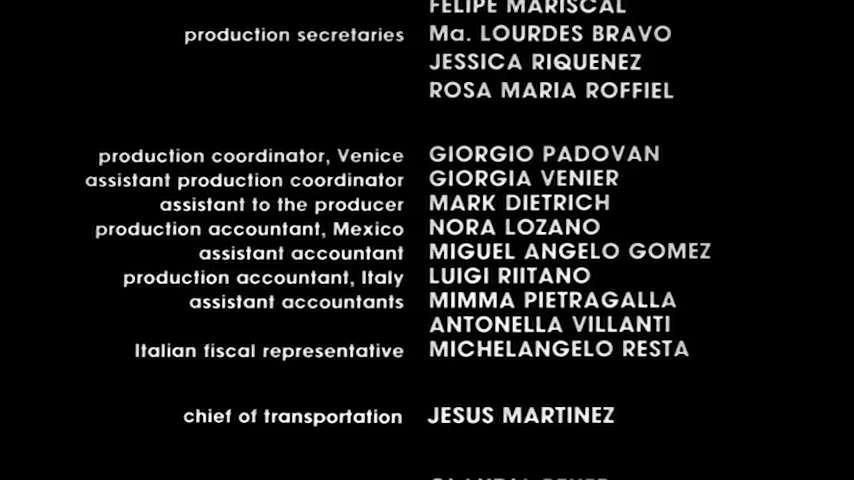 FELIPE MARISCAL
production secretaries Ma. LOURDES BRAVO
JESSICA RIQUENEZ
ROSA MARIA ROFFIEL
production coordinator, Venice GIORGIO PADOVAN
assistant production coordinator GIORGIA VENIER
assistant to the producer MARK DIETRICH
production accountant, Mexico NORA LOZANO
assistant accountant MIGUEL ANGELO GOMEZ
production accountant, Italy LUIGI RIITANO
assistant accountants MIMMA PIETRAGALLA
ANTONELLA VILLANTI
Italian fiscal representative MICHELANGELO RESTA
chief of transportation JESUS MARTINEZ